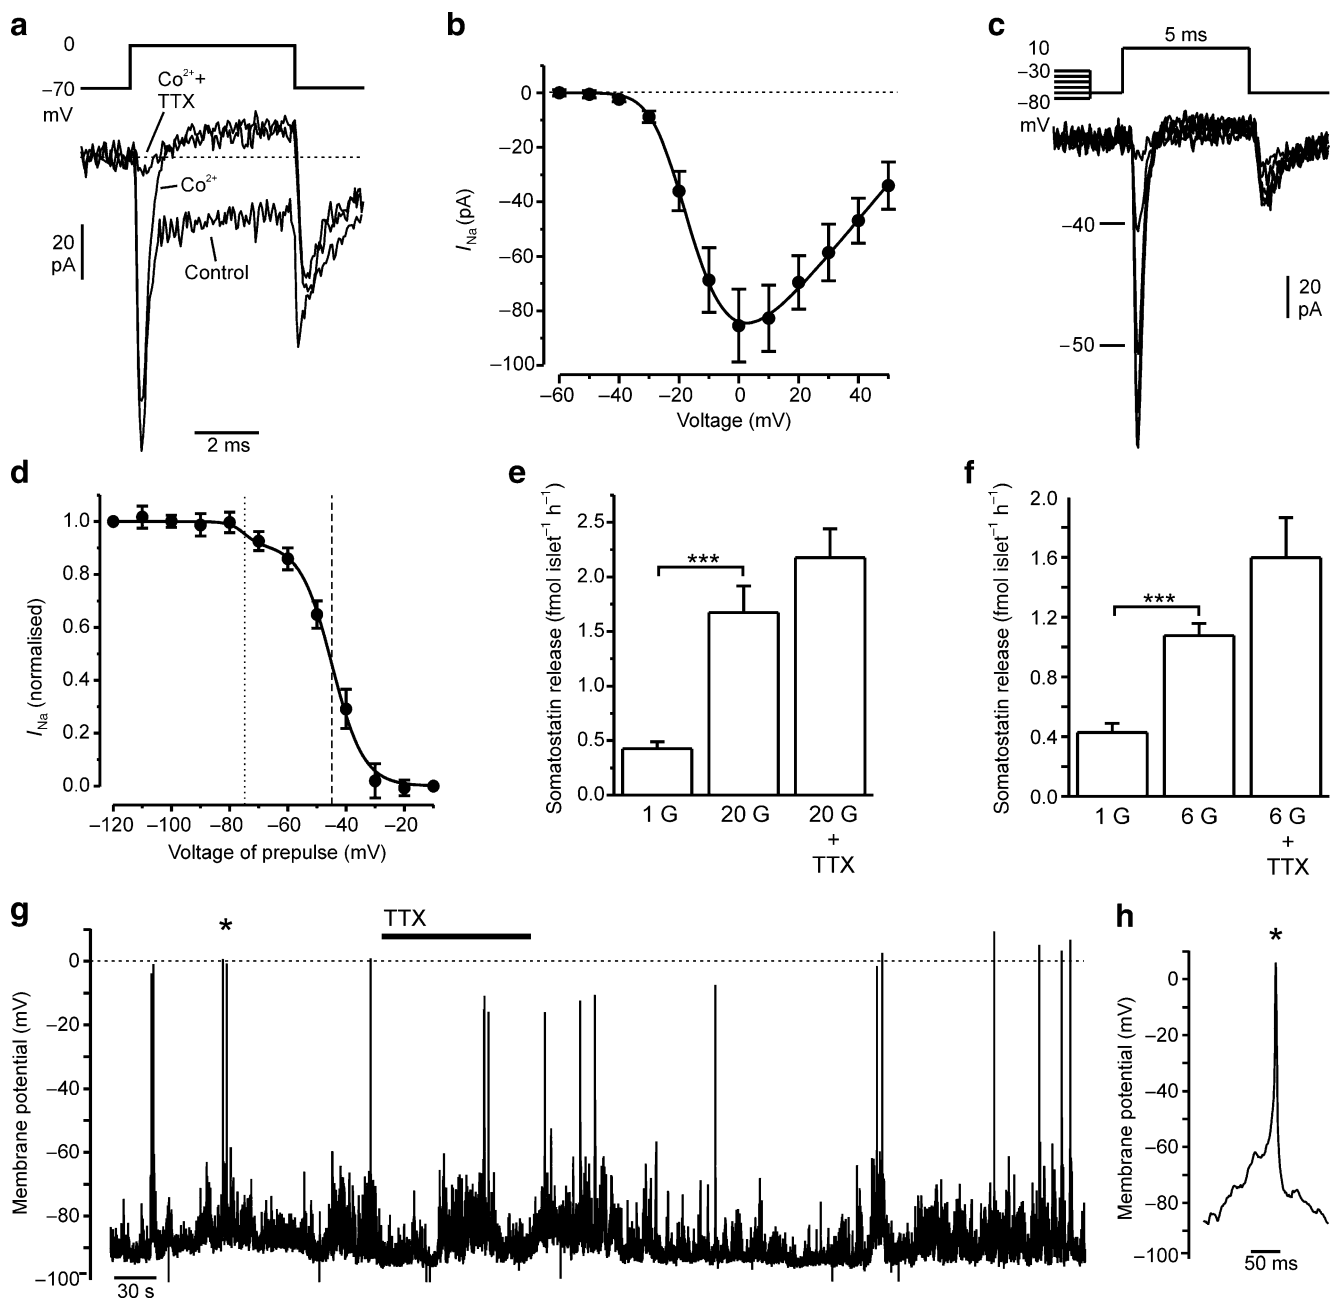 a
0
−70
mV
Co²⁺+
TTX
Co²⁺
Control
20
pA
2 ms
b
I Na (pA)
0
−20
−40
−60
−80
−100
−60 −40 −20 0 20 40
Voltage (mV)
c
10
−30
−80
mV
5 ms
−40
−50
20
pA
d
I Na (normalised)
1.0
0.8
0.6
0.4
0.2
0.0
−120 −100 −80 −60 −40 −20
Voltage of prepulse (mV)
e
Somatostatin release (fmol islet⁻¹ h⁻¹)
2.5
2.0
1.5
1.0
0.5
0.0
***
1 G 20 G 20 G
+
TTX
f
Somatostatin release (fmol islet⁻¹ h⁻¹)
2.0
1.6
1.2
0.8
0.4
0.0
***
1 G 6 G 6 G
+
TTX
g
Membrane potential (mV)
0
−20
−40
−60
−80
−100
*
TTX
30 s
h
Membrane potential (mV)
0
−20
−40
−60
−80
−100
*
50 ms